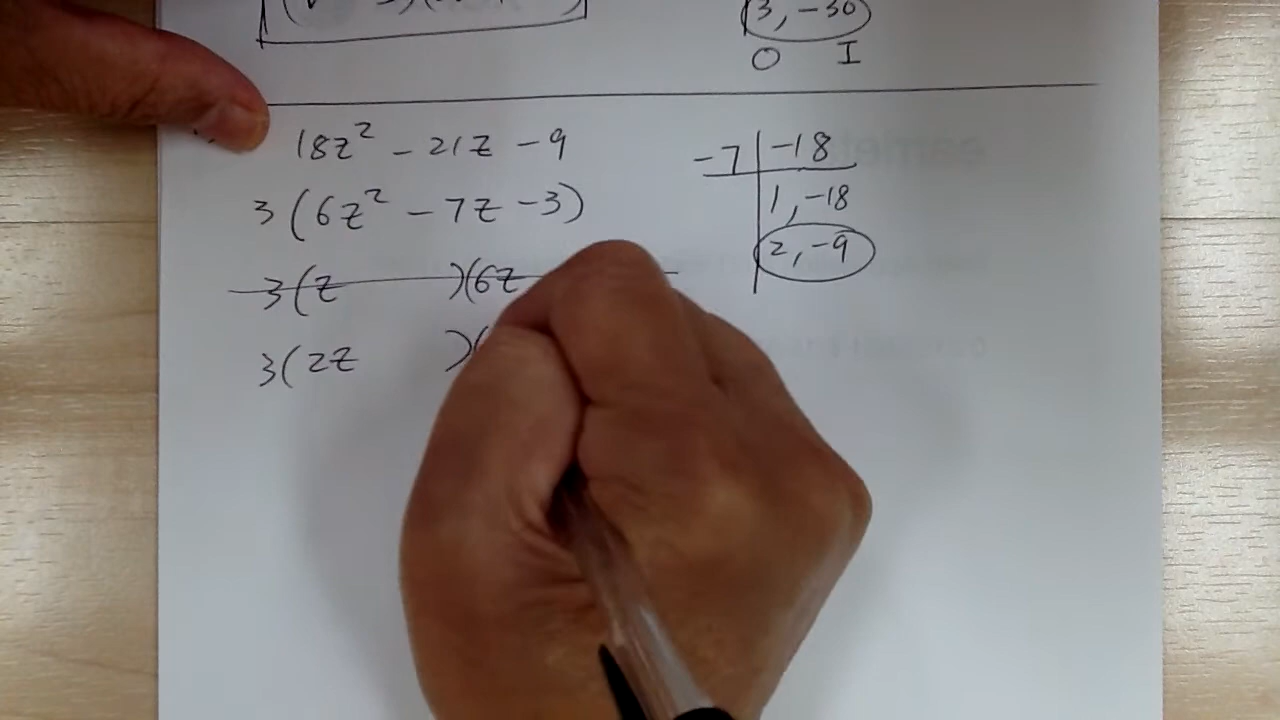 3, -30
O I
18z² - 21z - 9
3(6z² - 7z - 3)
3(z )(6z
3(2z )(
-7 -18
1, -18
2, -9